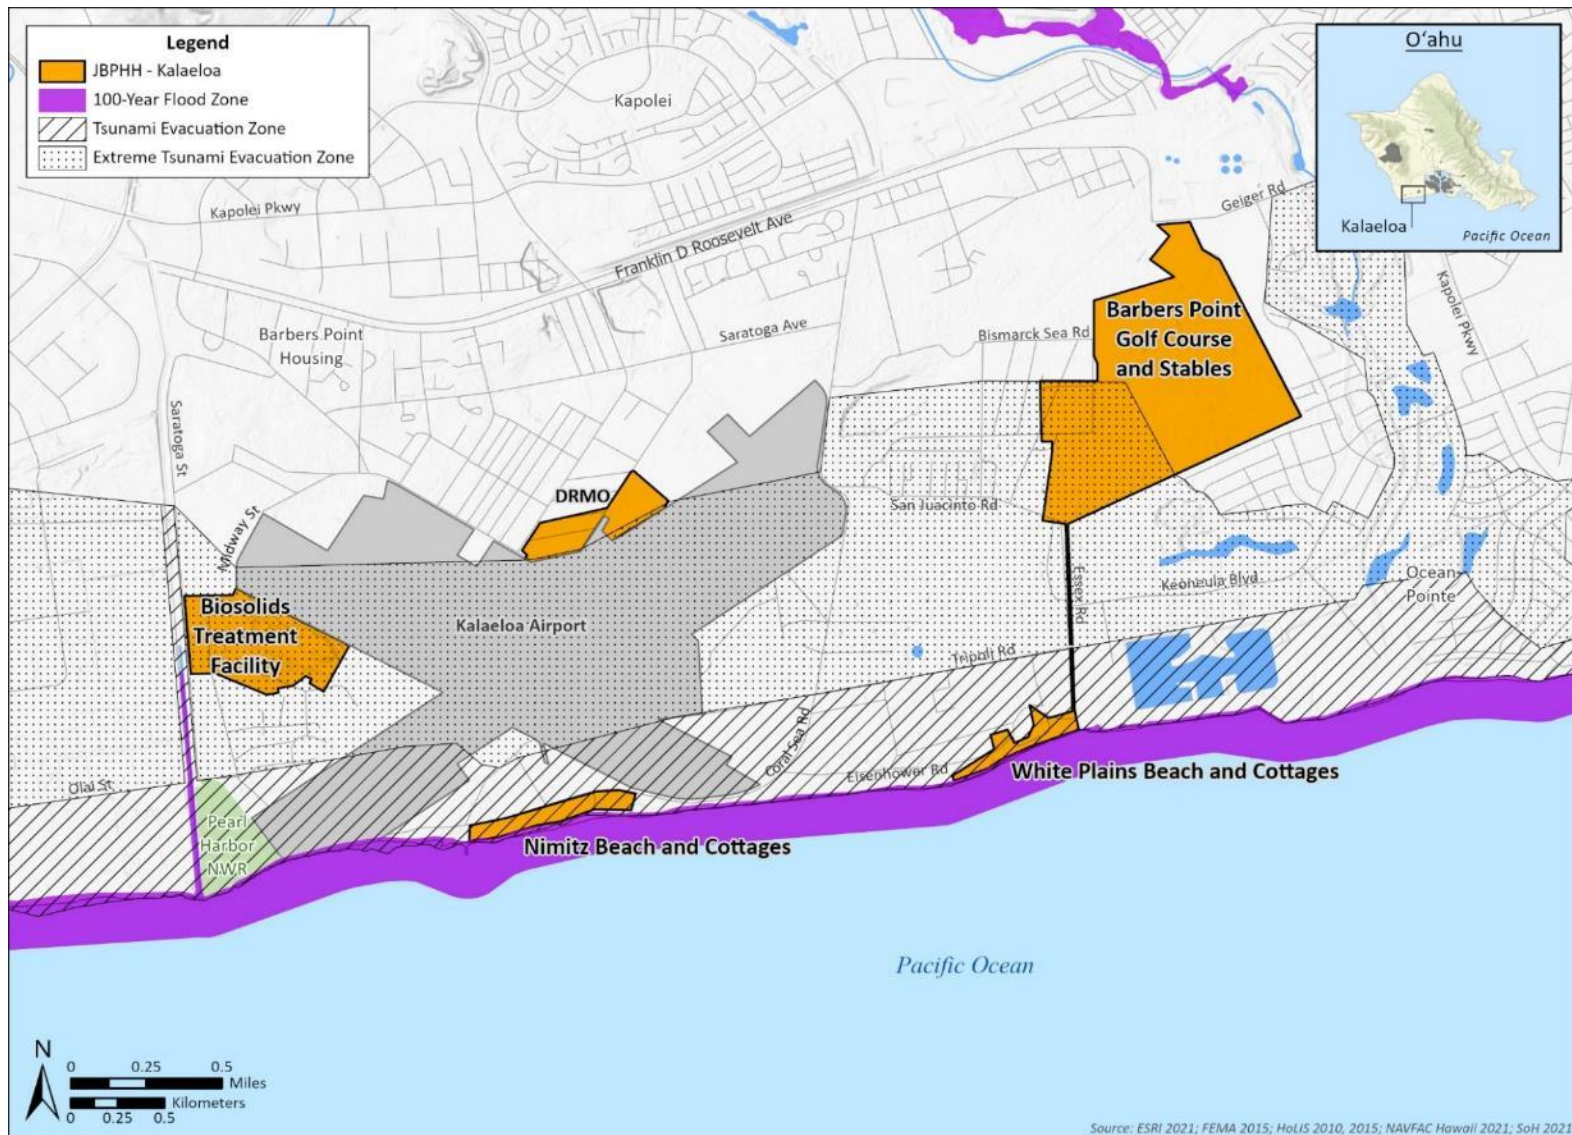 Legend
JBPHH - Kalaeloa
100-Year Flood Zone
Tsunami Evacuation Zone
Extreme Tsunami Evacuation Zone
Oʻahu
Kalaeloa
Pacific Ocean
Kapolei
Kapolei Pkwy
Franklin D Roosevelt Ave
Geiger Rd
Kapolei Pkwy
Barbers Point
Housing
Saratoga Ave
Bismarck Sea Rd
Barbers Point
Golf Course
and Stables
Saratoga St
Midway St
DRMO
San Juacinto Rd
Essex Rd
Keoneula Blvd
Ocean
Pointe
Biosolids
Treatment
Facility
Kalaeloa Airport
Tripoli Rd
Coral Sea Rd
Eisenhower Rd
White Plains Beach and Cottages
Olai St
Pearl
Harbor
NWR
Nimitz Beach and Cottages
Pacific Ocean
N
0 0.25 0.5
Miles
Kilometers
0 0.25 0.5
Source: ESRI 2021; FEMA 2015; HoLIS 2010, 2015; NAVFAC Hawaii 2021; SoH 2021